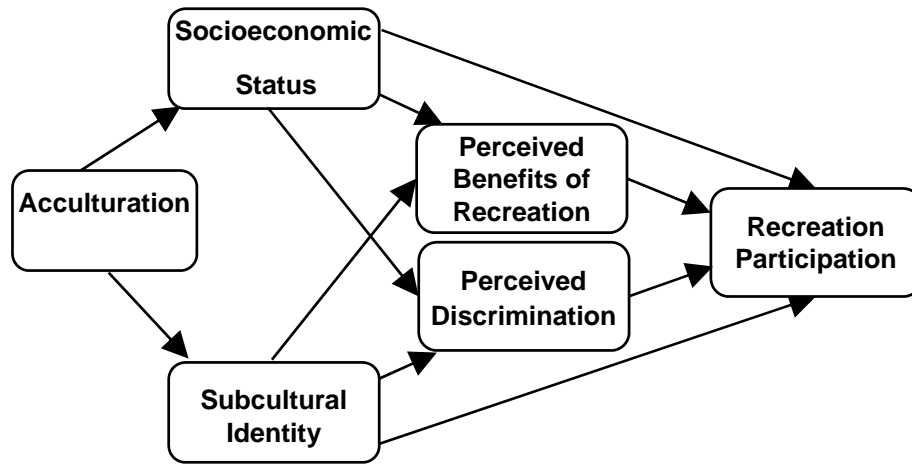 Socioeconomic
Status
Acculturation
Perceived
Benefits of
Recreation
Perceived
Discrimination
Recreation
Participation
Subcultural
Identity